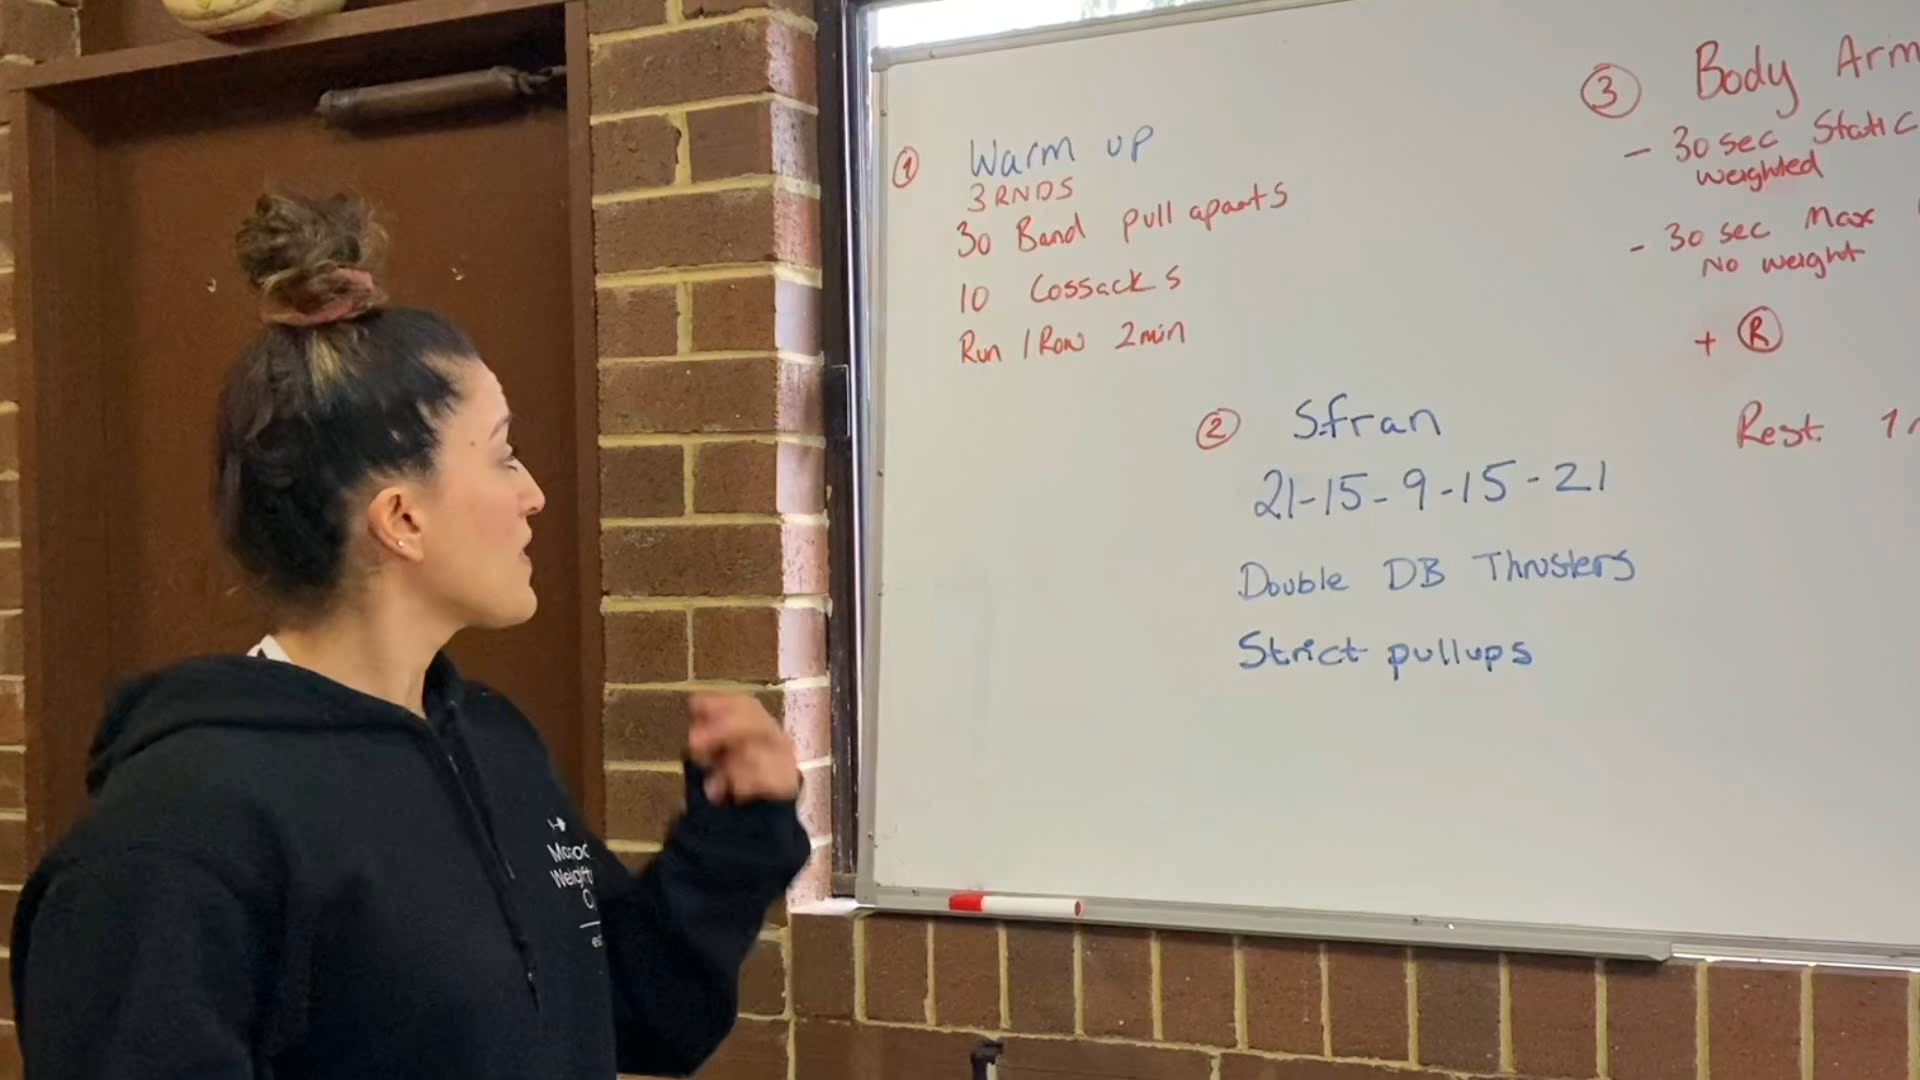 ① Warm up
3 RNDS
30 Band pull aparts
10 Cossacks
Run / Row 2min
② S.fran
21-15-9-15-21
Double DB Thrusters
Strict pullups
③ Body Arm
- 30 sec Static
weighted
- 30 sec Max
No weight
+ Ⓡ
Rest. 1